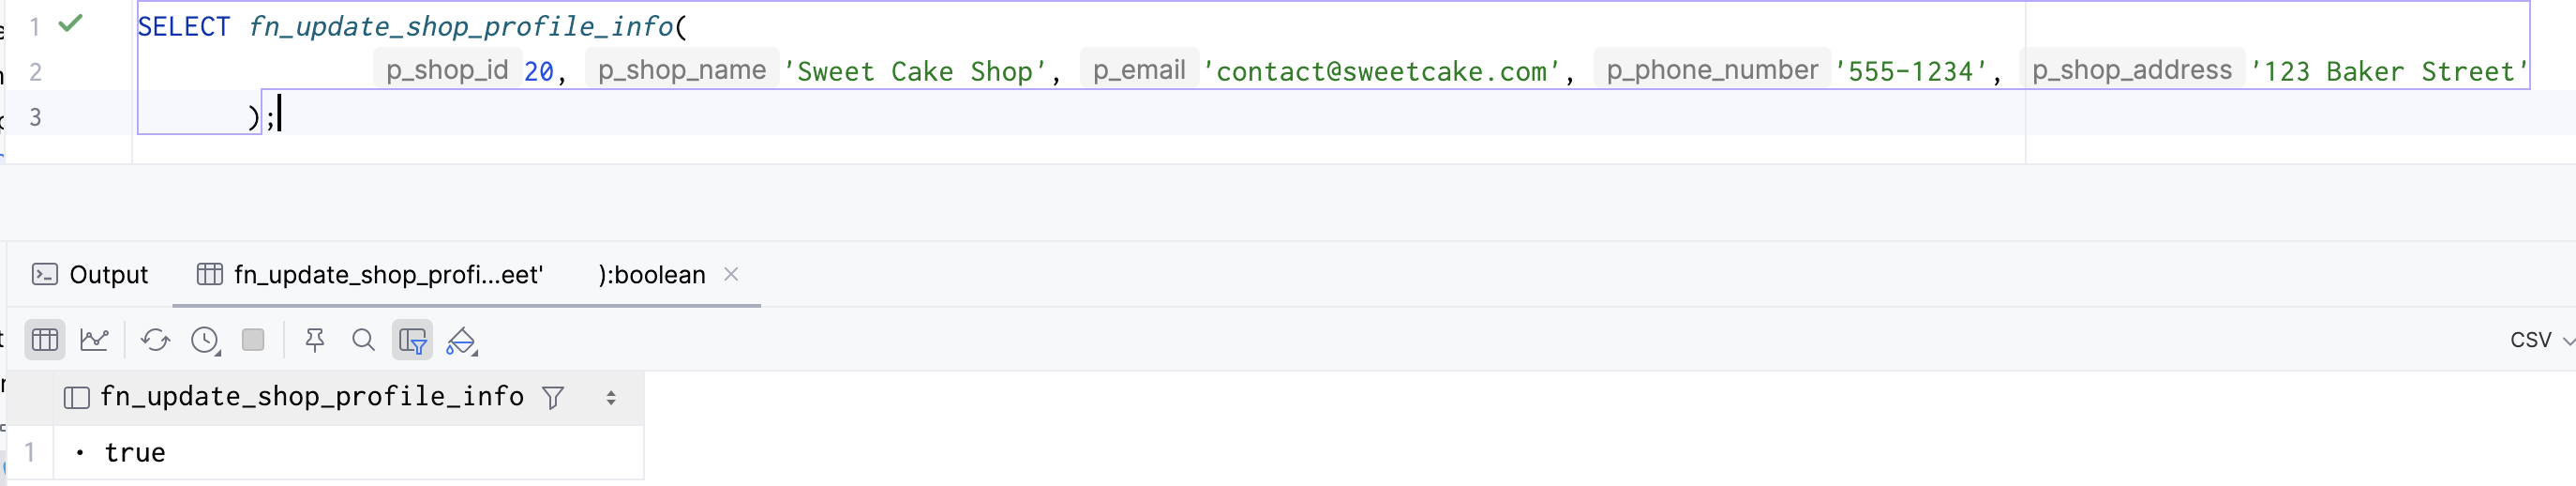 1 SELECT fn_update_shop_profile_info(
2 p_shop_id 20, p_shop_name 'Sweet Cake Shop', p_email 'contact@sweetcake.com', p_phone_number '555-1234', p_shop_address '123 Baker Street'
3 );
Output fn_update_shop_profi...eet' ):boolean
CSV
fn_update_shop_profile_info
1 · true